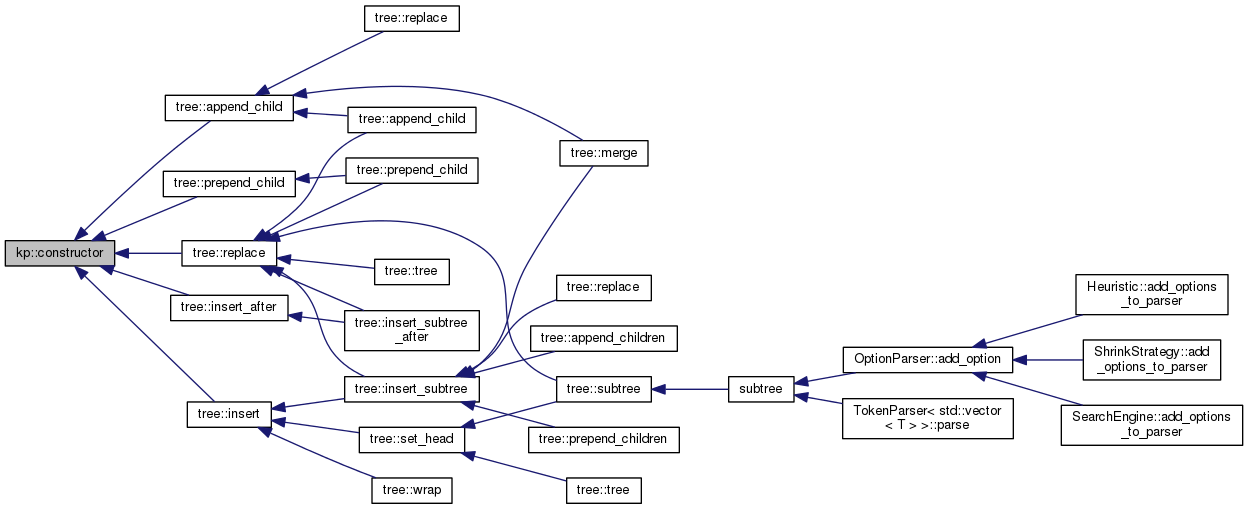 tree::replace
tree::append_child
tree::append_child
tree::merge
tree::prepend_child
tree::prepend_child
kp::constructor
tree::replace
tree::tree
tree::insert_after
tree::insert_subtree
_after
tree::replace
tree::append_children
tree::insert_subtree
tree::subtree
subtree
tree::insert
tree::set_head
tree::prepend_children
tree::wrap
tree::tree
Heuristic::add_options
_to_parser
OptionParser::add_option
ShrinkStrategy::add
_options_to_parser
TokenParser< std::vector
< T > >::parse
SearchEngine::add_options
_to_parser